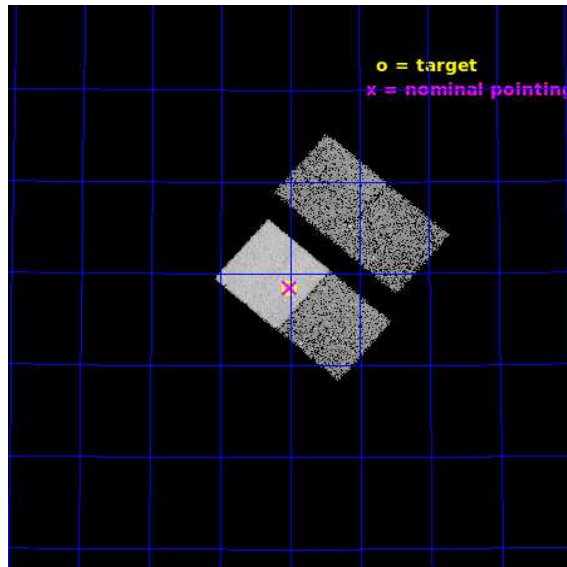 o = target
x = nominal pointing